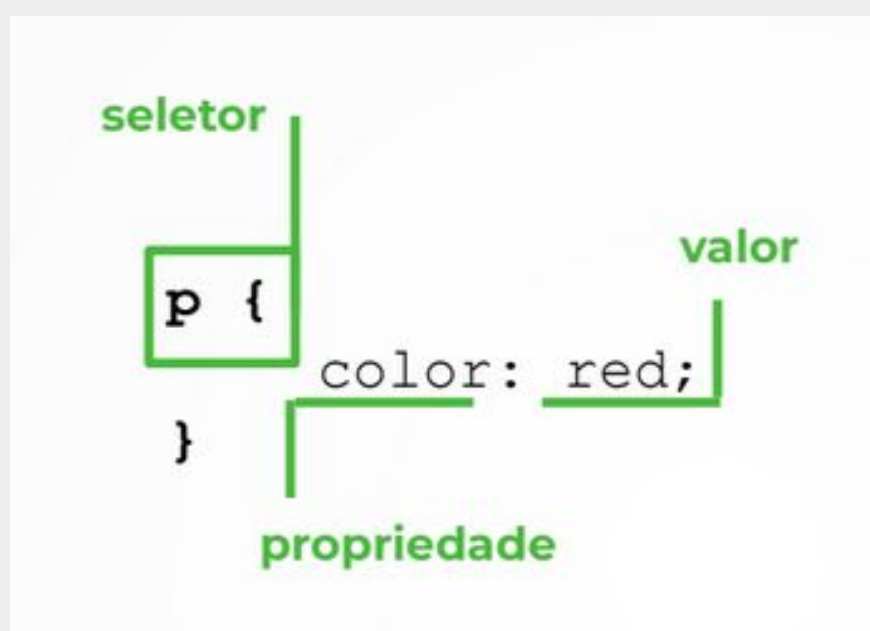 seletor
valor
p {
color: red;
}
propriedade